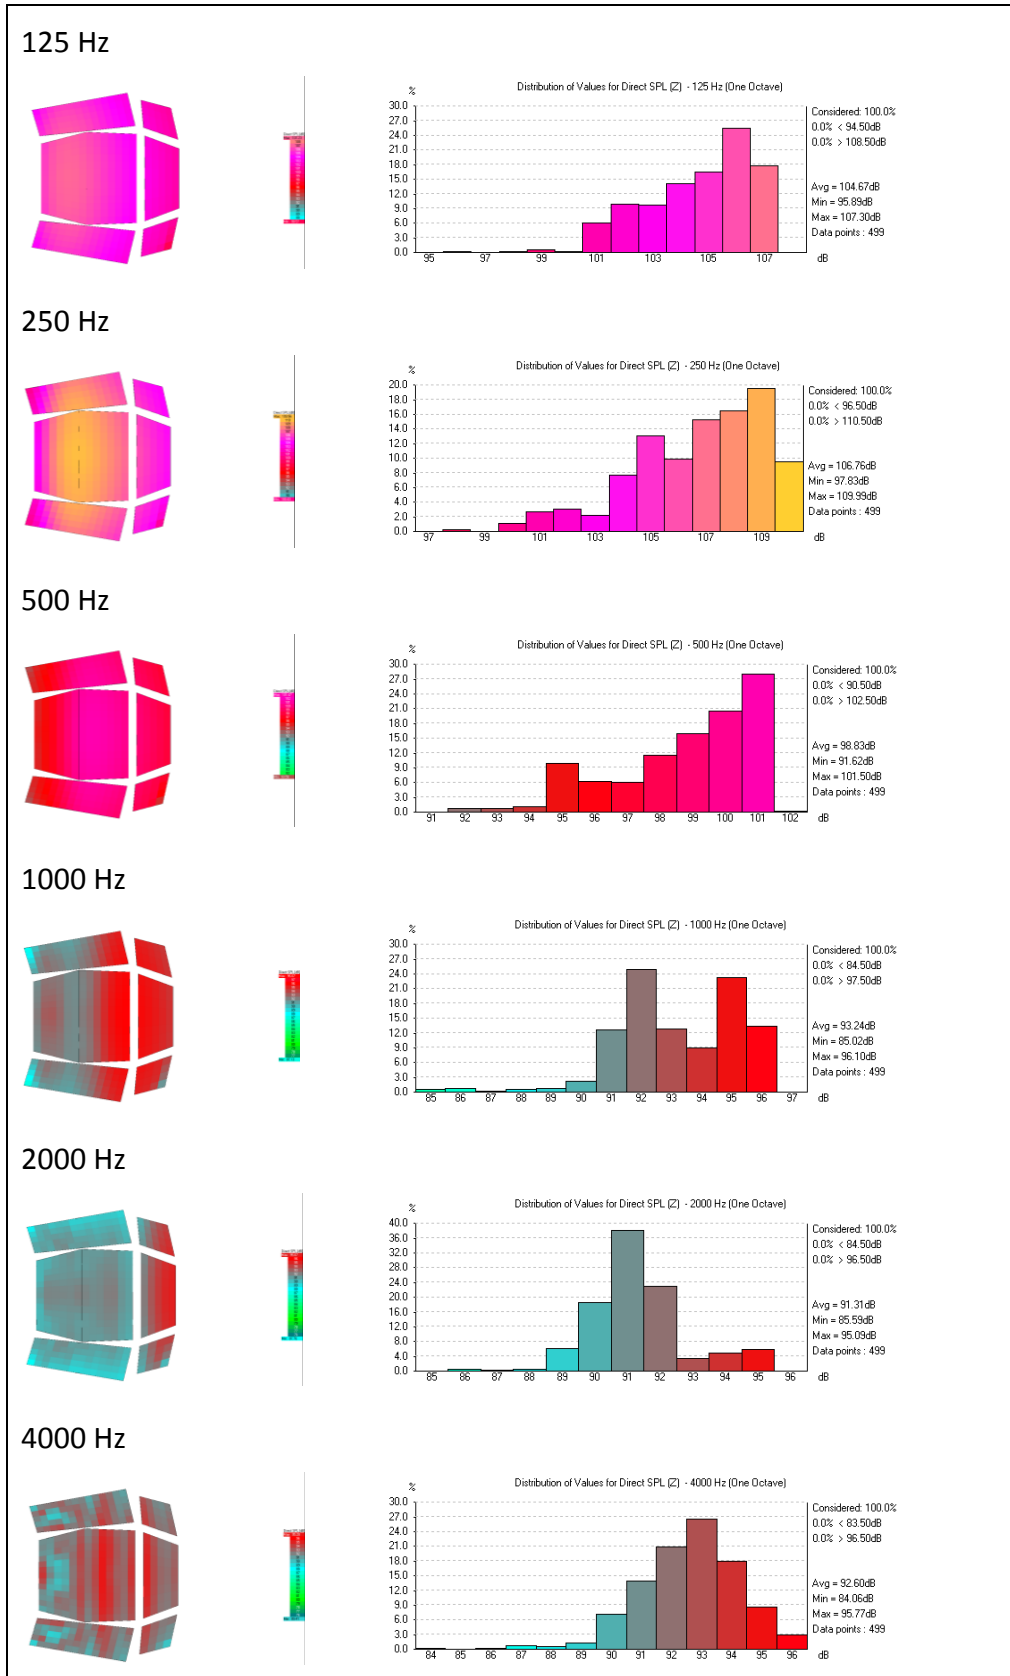 125 Hz
Distribution of Values for Direct SPL (Z) - 125 Hz (One Octave)
%
30.0
27.0
24.0
21.0
18.0
15.0
12.0
9.0
6.0
3.0
0.0
95 97 99 101 103 105 107 dB
Considered: 100.0%
0.0% < 94.50dB
0.0% > 108.50dB
Avg = 104.67dB
Min = 95.89dB
Max = 107.30dB
Data points : 499
250 Hz
Distribution of Values for Direct SPL (Z) - 250 Hz (One Octave)
%
20.0
18.0
16.0
14.0
12.0
10.0
8.0
6.0
4.0
2.0
0.0
97 99 101 103 105 107 109 dB
Considered: 100.0%
0.0% < 96.50dB
0.0% > 110.50dB
Avg = 106.76dB
Min = 97.83dB
Max = 109.99dB
Data points : 499
500 Hz
Distribution of Values for Direct SPL (Z) - 500 Hz (One Octave)
%
30.0
27.0
24.0
21.0
18.0
15.0
12.0
9.0
6.0
3.0
0.0
91 92 93 94 95 96 97 98 99 100 101 102 dB
Considered: 100.0%
0.0% < 90.50dB
0.0% > 102.50dB
Avg = 98.83dB
Min = 91.62dB
Max = 101.50dB
Data points : 499
1000 Hz
Distribution of Values for Direct SPL (Z) - 1000 Hz (One Octave)
%
30.0
27.0
24.0
21.0
18.0
15.0
12.0
9.0
6.0
3.0
0.0
85 86 87 88 89 90 91 92 93 94 95 96 97 dB
Considered: 100.0%
0.0% < 84.50dB
0.0% > 97.50dB
Avg = 93.24dB
Min = 85.02dB
Max = 96.10dB
Data points : 499
2000 Hz
Distribution of Values for Direct SPL (Z) - 2000 Hz (One Octave)
%
40.0
36.0
32.0
28.0
24.0
20.0
16.0
12.0
8.0
4.0
0.0
85 86 87 88 89 90 91 92 93 94 95 96 dB
Considered: 100.0%
0.0% < 84.50dB
0.0% > 96.50dB
Avg = 91.31dB
Min = 85.59dB
Max = 95.09dB
Data points : 499
4000 Hz
Distribution of Values for Direct SPL (Z) - 4000 Hz (One Octave)
%
30.0
27.0
24.0
21.0
18.0
15.0
12.0
9.0
6.0
3.0
0.0
84 85 86 87 88 89 90 91 92 93 94 95 96 dB
Considered: 100.0%
0.0% < 83.50dB
0.0% > 96.50dB
Avg = 92.60dB
Min = 84.06dB
Max = 95.77dB
Data points : 499